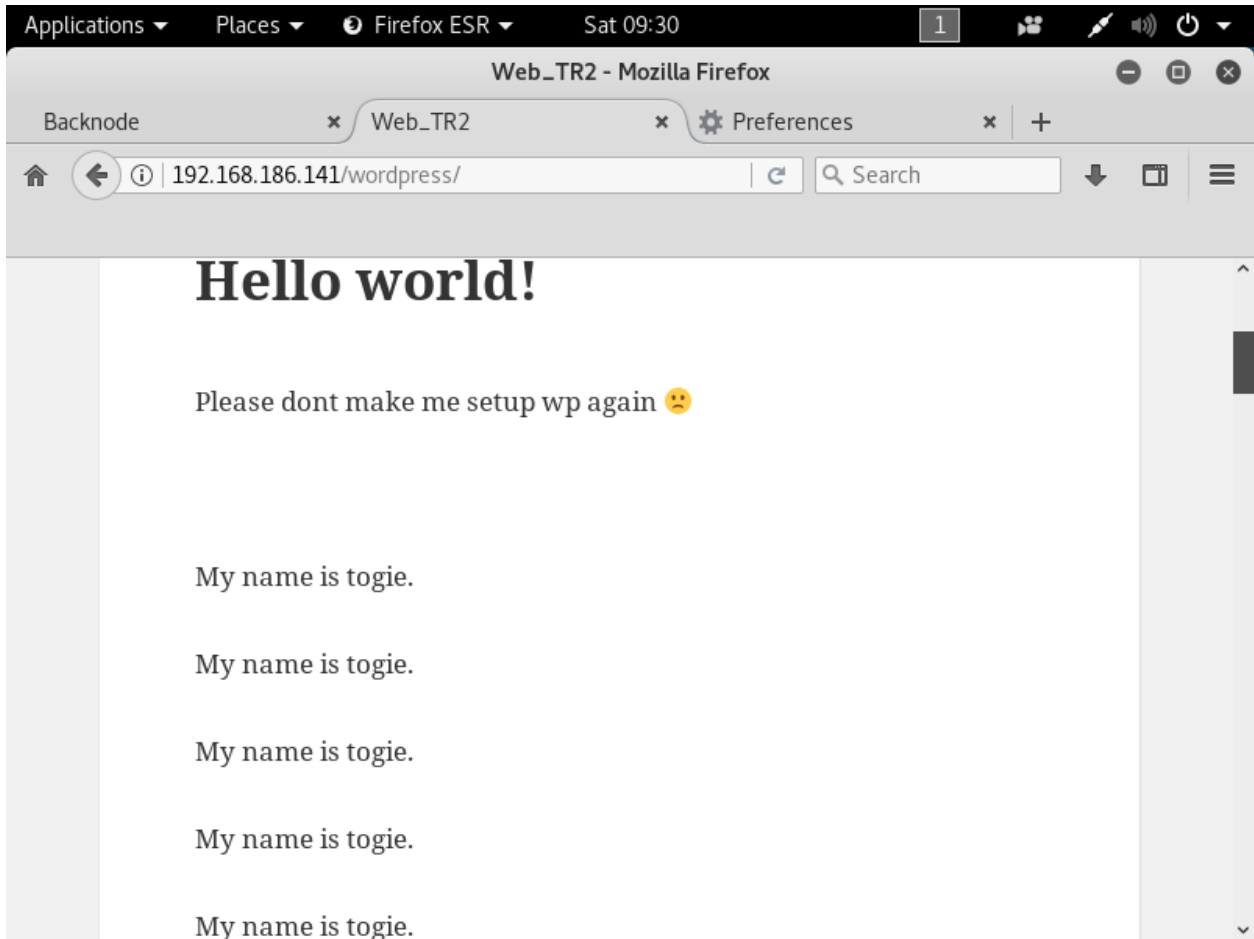 Applications Places Firefox ESR Sat 09:30 1
Web_TR2 - Mozilla Firefox
Backnode Web_TR2 Preferences
192.168.186.141/wordpress/ Search
Hello world!
Please dont make me setup wp again 🙁
My name is togie.
My name is togie.
My name is togie.
My name is togie.
My name is togie.